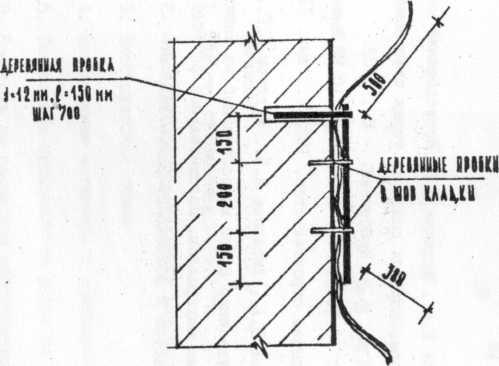 ДЕРЕВЯННАЯ ПРОБКА
d=12 мм, ℓ=150 мм
ШАГ 700
500
150
ДЕРЕВЯННЫЕ ПРОБКИ
В ШОВ КЛАДКИ
200
150
300